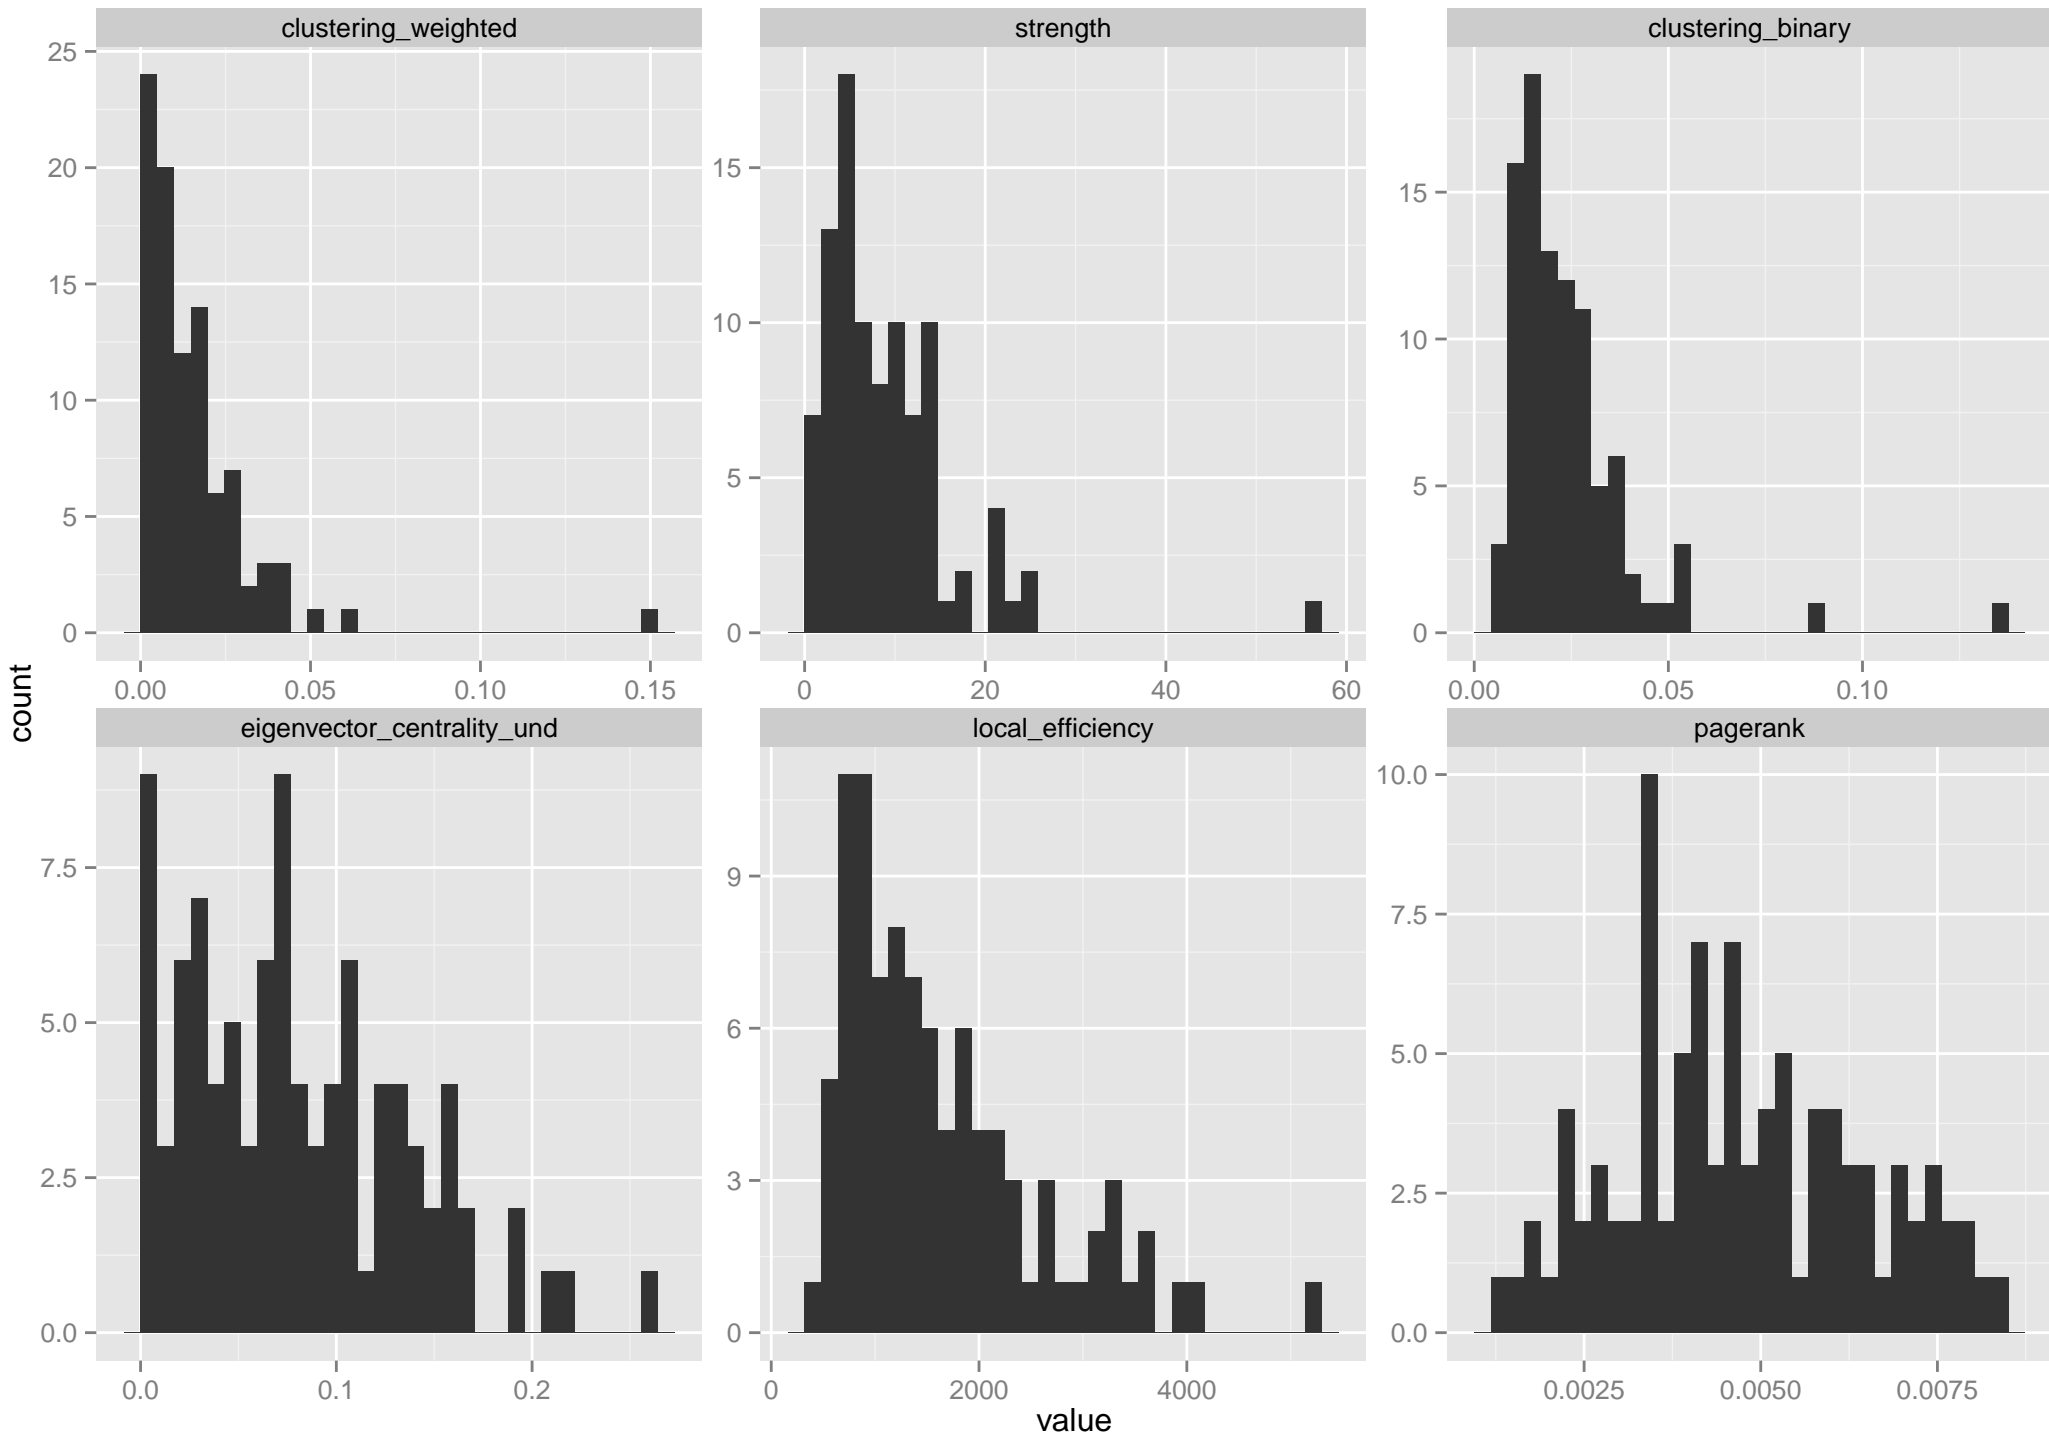 clustering_weighted
strength
clustering_binary
25
20
15
10
5
0
15
10
5
0
15
10
5
0
0.00 0.05 0.10 0.15
0 20 40 60
0.00 0.05 0.10
count
eigenvector_centrality_und
local_efficiency
pagerank
7.5
5.0
2.5
0.0
9
6
3
0
10.0
7.5
5.0
2.5
0.0
0.0 0.1 0.2
0 2000 4000
0.0025 0.0050 0.0075
value